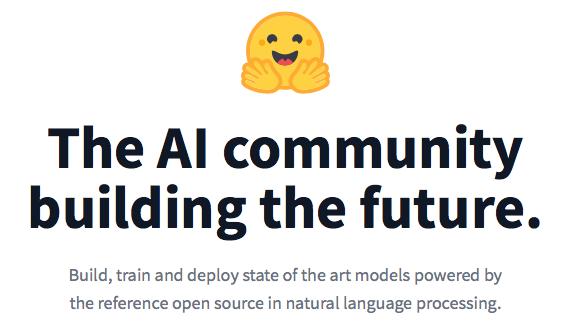 The AI community
building the future.
Build, train and deploy state of the art models powered by
the reference open source in natural language processing.